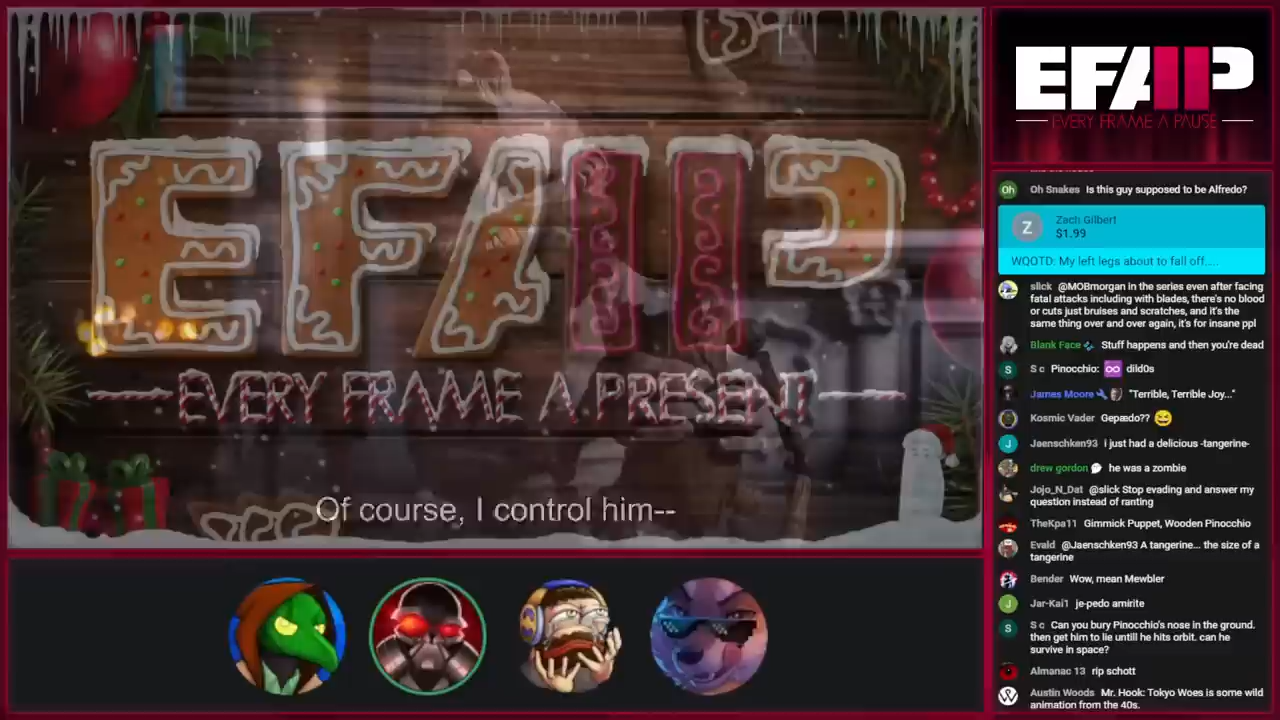 EFAP
EVERY FRAME A PRESENT
Of course, I control him--
EFAP
EVERY FRAME A PAUSE
Oh
Oh Snakes Is this guy supposed to be Alfredo?
Z
Zach Gilbert
$1.99
WQOTD: My left legs about to fall off.....
slick @MOBmorgan in the series even after facing
fatal attacks including with blades, there's no blood
or cuts just bruises and scratches, and it's the
same thing over and over again, it's for insane ppl
Blank Face Stuff happens and then you're dead
S S c Pinocchio: ♾️ dild0s
James Moore "Terrible, Terrible Joy..."
Kosmic Vader Gepædo?? 😆
J Jaenschken93 i just had a delicious -tangerine-
drew gordon he was a zombie
Jojo_N_Dat @slick Stop evading and answer my
question instead of ranting
TheKpa11 Gimmick Puppet, Wooden Pinocchio
Evald @Jaenschken93 A tangerine... the size of a
tangerine
Bender Wow, mean Mewbler
J Jar-Kai1 je-pedo amirite
S S c Can you bury Pinocchio's nose in the ground.
then get him to lie untill he hits orbit. can he
survive in space?
Almanac 13 rip schott
W Austin Woods Mr. Hook: Tokyo Woes is some wild
animation from the 40s.